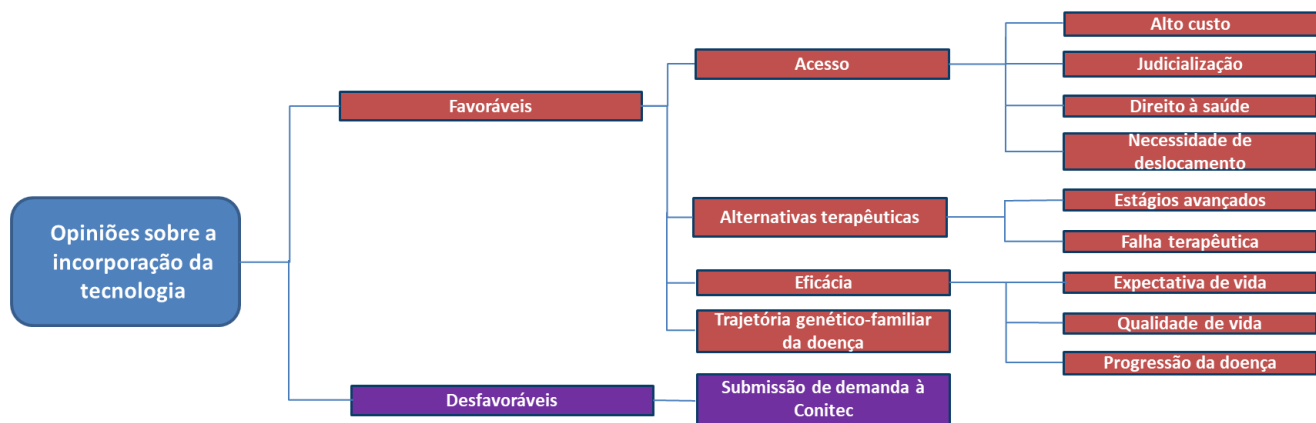 Opiniões sobre a
incorporação da
tecnologia
Favoráveis
Acesso
Alto custo
Judicialização
Direito à saúde
Necessidade de
deslocamento
Alternativas terapêuticas
Estágios avançados
Falha terapêutica
Eficácia
Expectativa de vida
Qualidade de vida
Progressão da doença
Trajetória genético-familiar
da doença
Desfavoráveis
Submissão de demanda à
Conitec